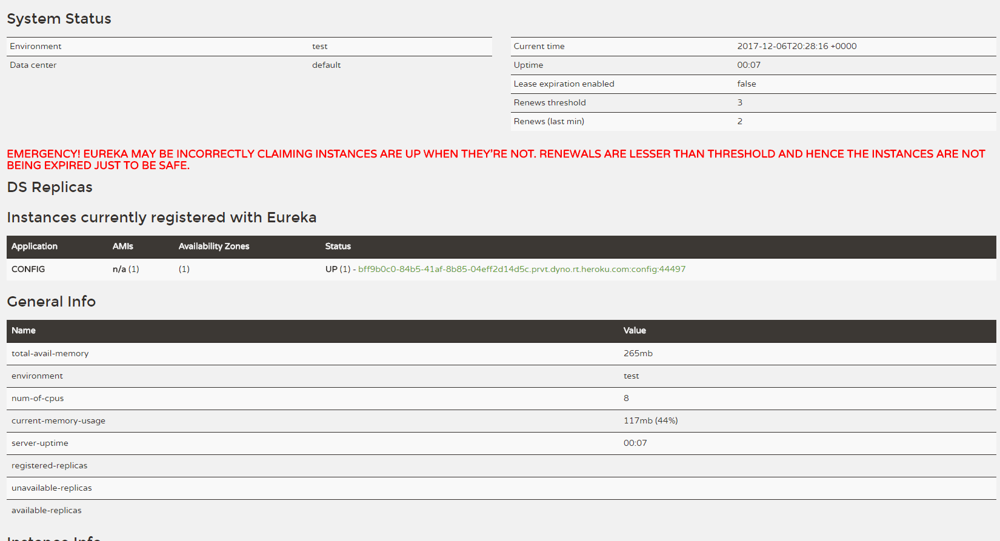 System Status
Environment test
Data center default
Current time 2017-12-06T20:28:16 +0000
Uptime 00:07
Lease expiration enabled false
Renews threshold 3
Renews (last min) 2
EMERGENCY! EUREKA MAY BE INCORRECTLY CLAIMING INSTANCES ARE UP WHEN THEY'RE NOT. RENEWALS ARE LESSER THAN THRESHOLD AND HENCE THE INSTANCES ARE NOT
BEING EXPIRED JUST TO BE SAFE.
DS Replicas
Instances currently registered with Eureka
Application AMIs Availability Zones Status
CONFIG n/a (1) (1) UP (1) - bff9b0c0-84b5-41af-8b85-04eff2d14d5c.prvt.dyno.rt.heroku.com:config:44497
General Info
Name Value
total-avail-memory 265mb
environment test
num-of-cpus 8
current-memory-usage 117mb (44%)
server-uptime 00:07
registered-replicas
unavailable-replicas
available-replicas
Instance Info